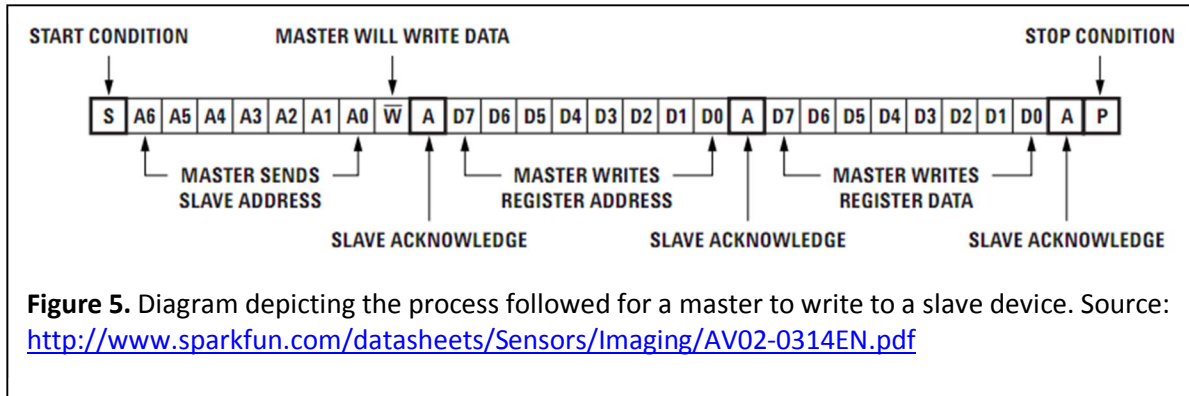 START CONDITION MASTER WILL WRITE DATA STOP CONDITION
S A6 A5 A4 A3 A2 A1 A0 W̅ A D7 D6 D5 D4 D3 D2 D1 D0 A D7 D6 D5 D4 D3 D2 D1 D0 A P
MASTER SENDS MASTER WRITES MASTER WRITES
SLAVE ADDRESS REGISTER ADDRESS REGISTER DATA
SLAVE ACKNOWLEDGE SLAVE ACKNOWLEDGE SLAVE ACKNOWLEDGE
Figure 5. Diagram depicting the process followed for a master to write to a slave device. Source:
http://www.sparkfun.com/datasheets/Sensors/Imaging/AV02-0314EN.pdf